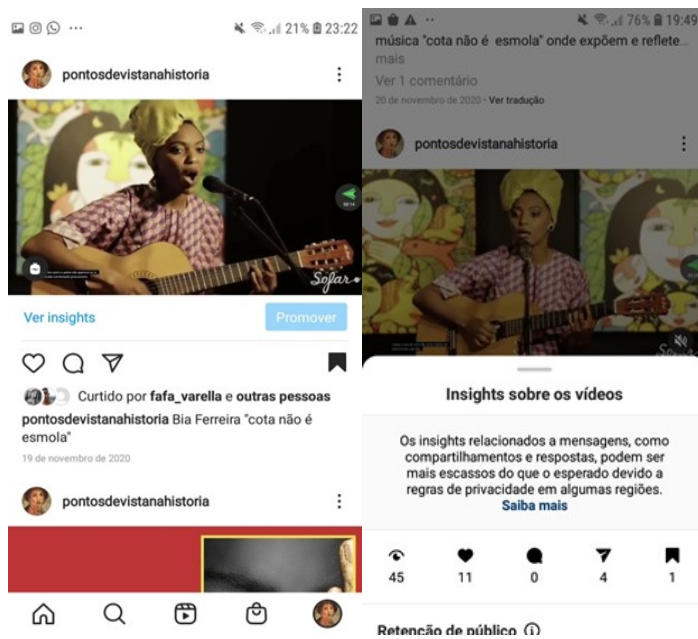 21% 23:22
pontosdevistanahistoria
00:14
Sofar
Ver insights
Promover
Curtido por fafa_varella e outras pessoas
pontosdevistanahistoria Bia Ferreira "cota não é
esmola"
19 de novembro de 2020
pontosdevistanahistoria
76% 19:49
música "cota não é esmola" onde expõem e reflete...
mais
Ver 1 comentário
20 de novembro de 2020 • Ver tradução
pontosdevistanahistoria
Insights sobre os vídeos
Os insights relacionados a mensagens, como
compartilhamentos e respostas, podem ser
mais escassos do que o esperado devido a
regras de privacidade em algumas regiões.
Saiba mais
45 11 0 4 1
Retenção de público